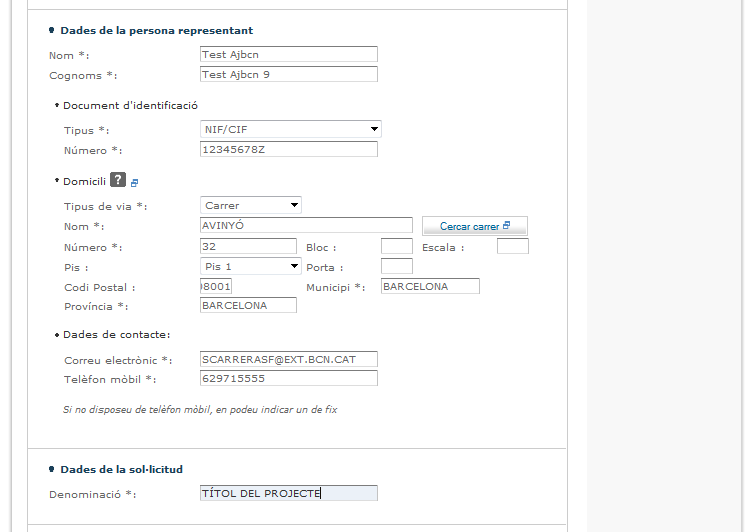 Dades de la persona representant
Nom *: Test Ajbcn
Cognoms *: Test Ajbcn 9
Document d'identificació
Tipus *: NIF/CIF
Número *: 12345678Z
Domicili ?
Tipus de via *: Carrer
Nom *: AVINYÓ Cercar carrer
Número *: 32 Bloc : Escala :
Pis : Pis 1 Porta :
Codi Postal : 08001 Municipi *: BARCELONA
Província *: BARCELONA
Dades de contacte:
Correu electrònic *: SCARRERASF@EXT.BCN.CAT
Telèfon mòbil *: 629715555
Si no disposeu de telèfon mòbil, en podeu indicar un de fix
Dades de la sol·licitud
Denominació *: TÍTOL DEL PROJECTE